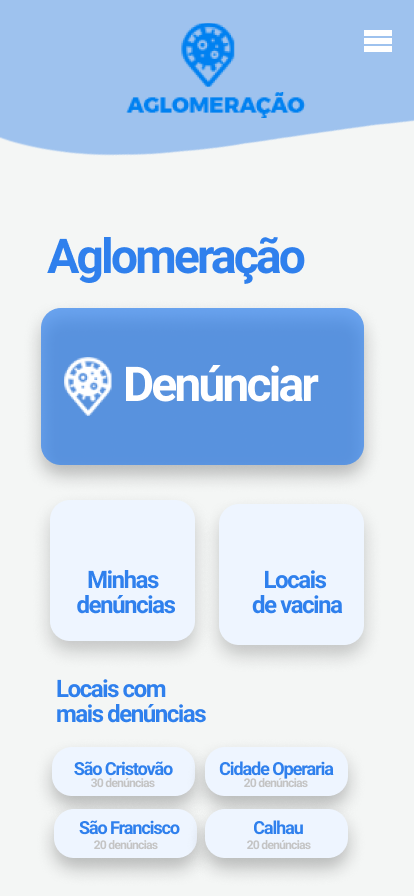 AGLOMERAÇÃO
Aglomeração
Denúnciar
Minhas
denúncias
Locais
de vacina
Locais com
mais denúncias
São Cristovão
30 denúncias
Cidade Operaria
20 denúncias
São Francisco
20 denúncias
Calhau
20 denúncias